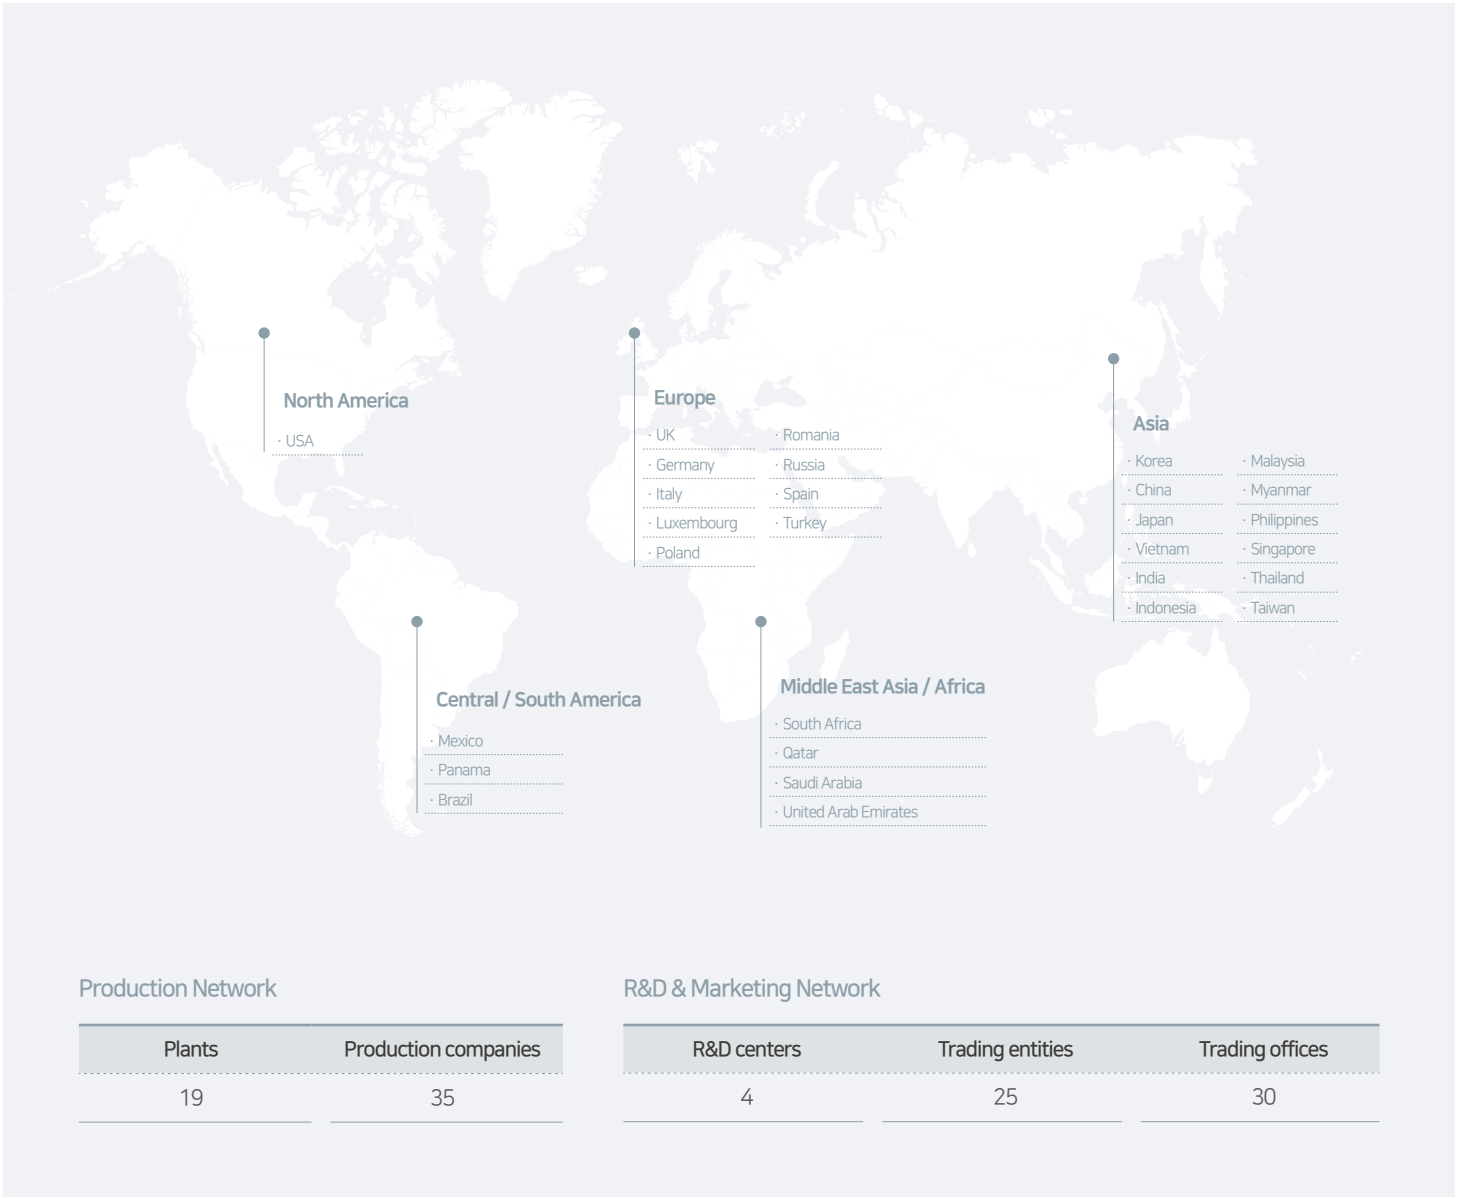 North America
· USA
Europe
· UK
· Germany
· Italy
· Luxembourg
· Poland
· Romania
· Russia
· Spain
· Turkey
Asia
· Korea
· China
· Japan
· Vietnam
· India
· Indonesia
· Malaysia
· Myanmar
· Philippines
· Singapore
· Thailand
· Taiwan
Central / South America
· Mexico
· Panama
· Brazil
Middle East Asia / Africa
· South Africa
· Qatar
· Saudi Arabia
· United Arab Emirates
Production Network
Plants Production companies
19 35
R&D & Marketing Network
R&D centers Trading entities Trading offices
4 25 30